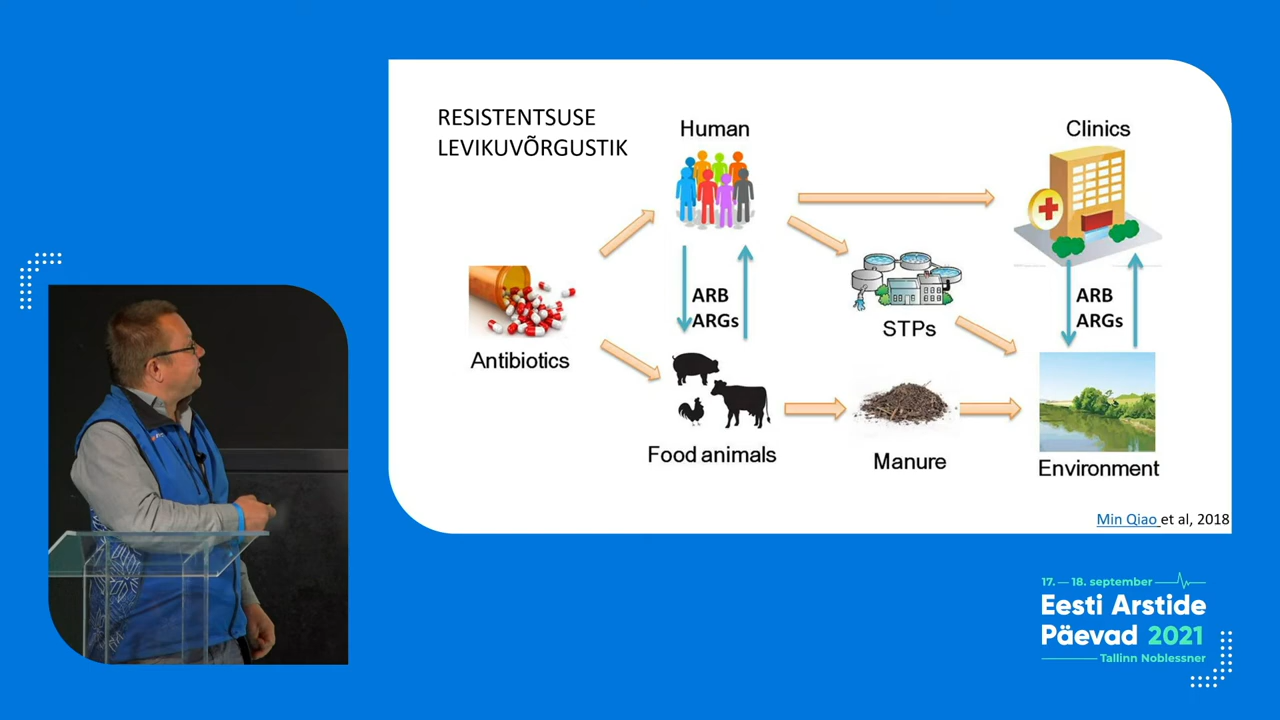 RESISTENTSUSE
LEVIKUVÕRGUSTIK
Human
Clinics
ARB
ARGs
ARB
ARGs
STPs
Antibiotics
Food animals
Manure
Environment
Min Qiao et al, 2018
17. — 18. september
Eesti Arstide
Päevad 2021
Tallinn Noblessner